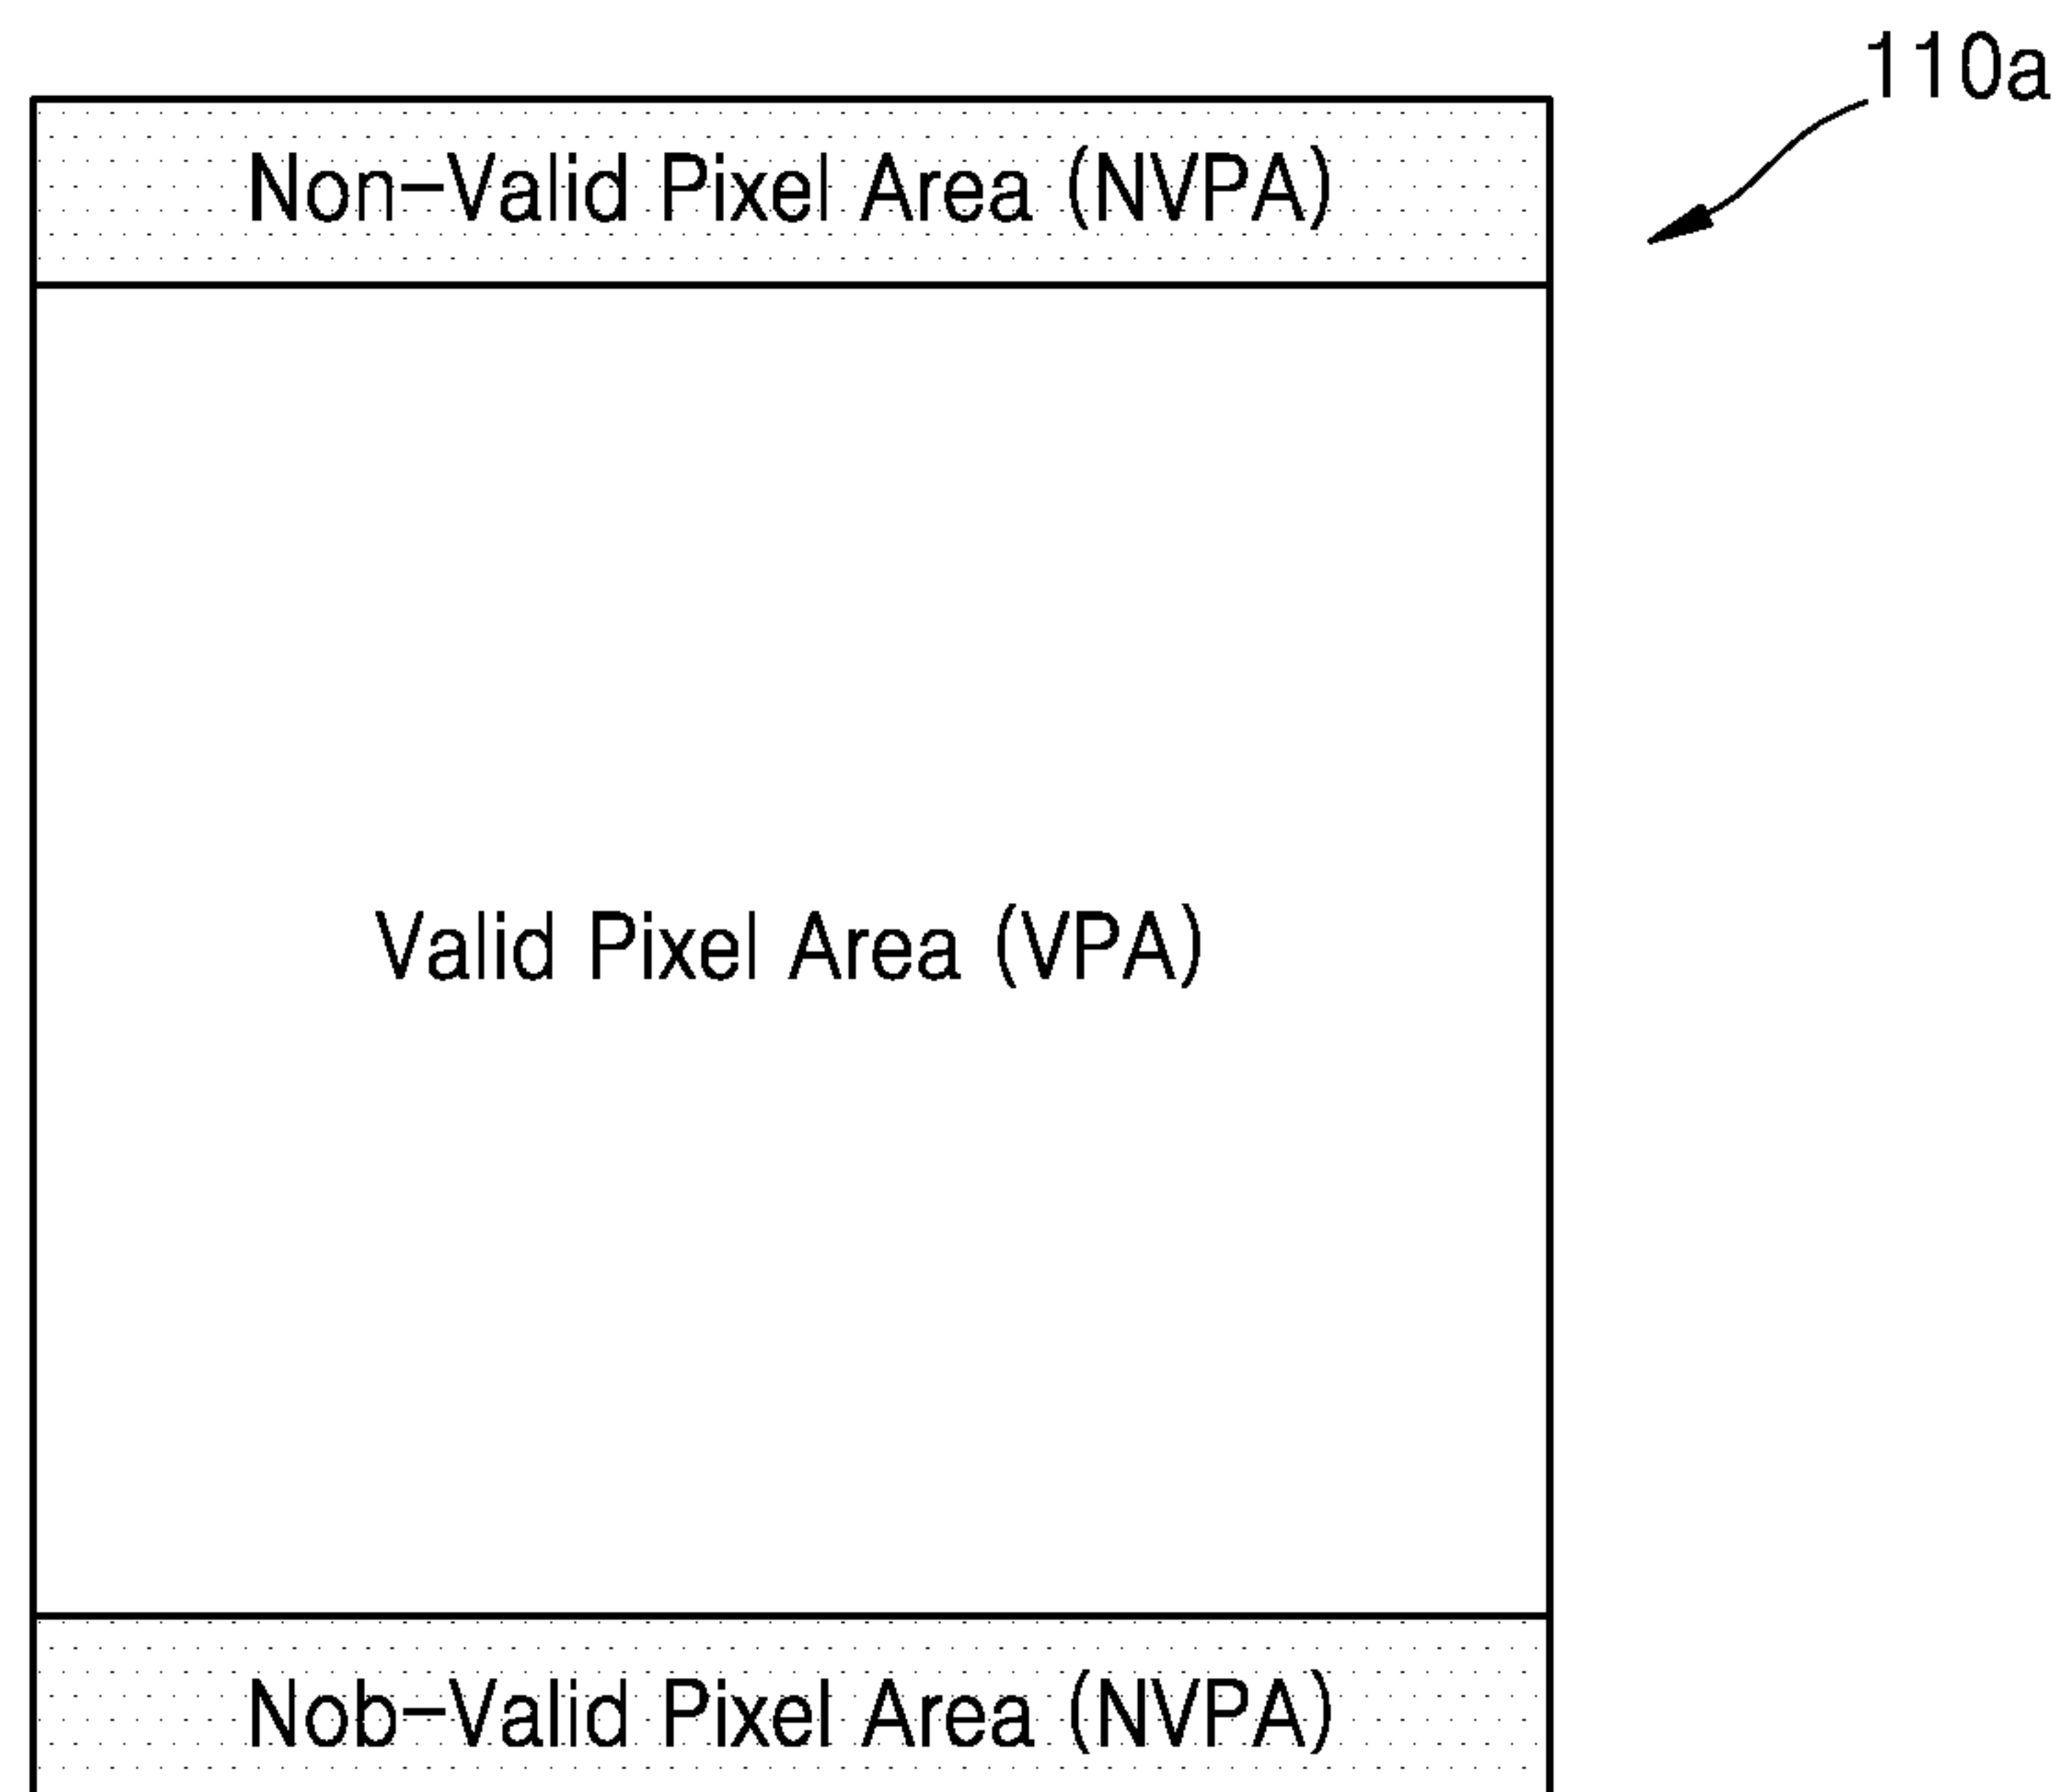 110a
Non-Valid Pixel Area (NVPA)
Valid Pixel Area (VPA)
Nob-Valid Pixel Area (NVPA)